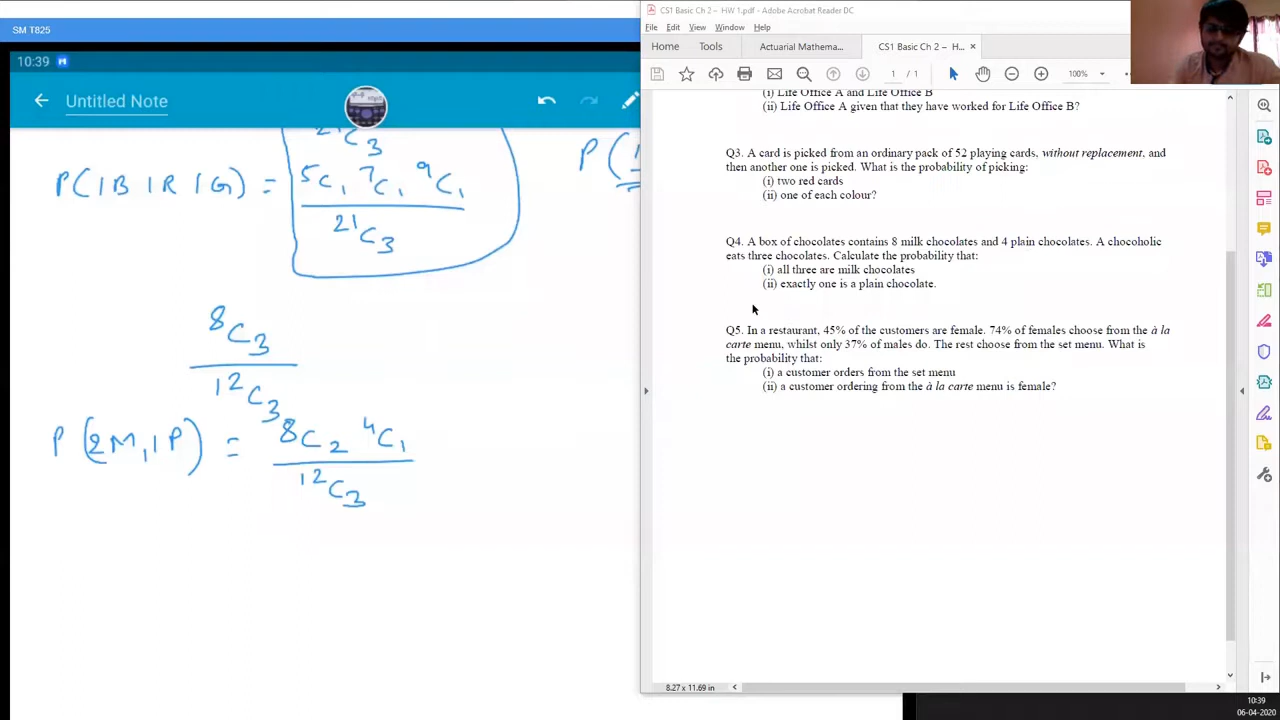 SM T825
10:39
Untitled Note
²¹C₃
P(1B 1R 1G) = ⁵C₁ ⁷C₁ ⁹C₁
²¹C₃
P(
⁸C₃
¹²C₃
P(2M, 1P) = ⁸C₂ ⁴C₁
¹²C₃
CS1 Basic Ch 2 – HW 1.pdf - Adobe Acrobat Reader DC
File Edit View Window Help
Home Tools Actuarial Mathema... CS1 Basic Ch 2 – H... ×
1 / 1 100%
(i) Life Office A and Life Office B
(ii) Life Office A given that they have worked for Life Office B?
Q3. A card is picked from an ordinary pack of 52 playing cards, without replacement, and
then another one is picked. What is the probability of picking:
(i) two red cards
(ii) one of each colour?
Q4. A box of chocolates contains 8 milk chocolates and 4 plain chocolates. A chocoholic
eats three chocolates. Calculate the probability that:
(i) all three are milk chocolates
(ii) exactly one is a plain chocolate.
Q5. In a restaurant, 45% of the customers are female. 74% of females choose from the à la
carte menu, whilst only 37% of males do. The rest choose from the set menu. What is
the probability that:
(i) a customer orders from the set menu
(ii) a customer ordering from the à la carte menu is female?
8.27 x 11.69 in
10:39
06-04-2020